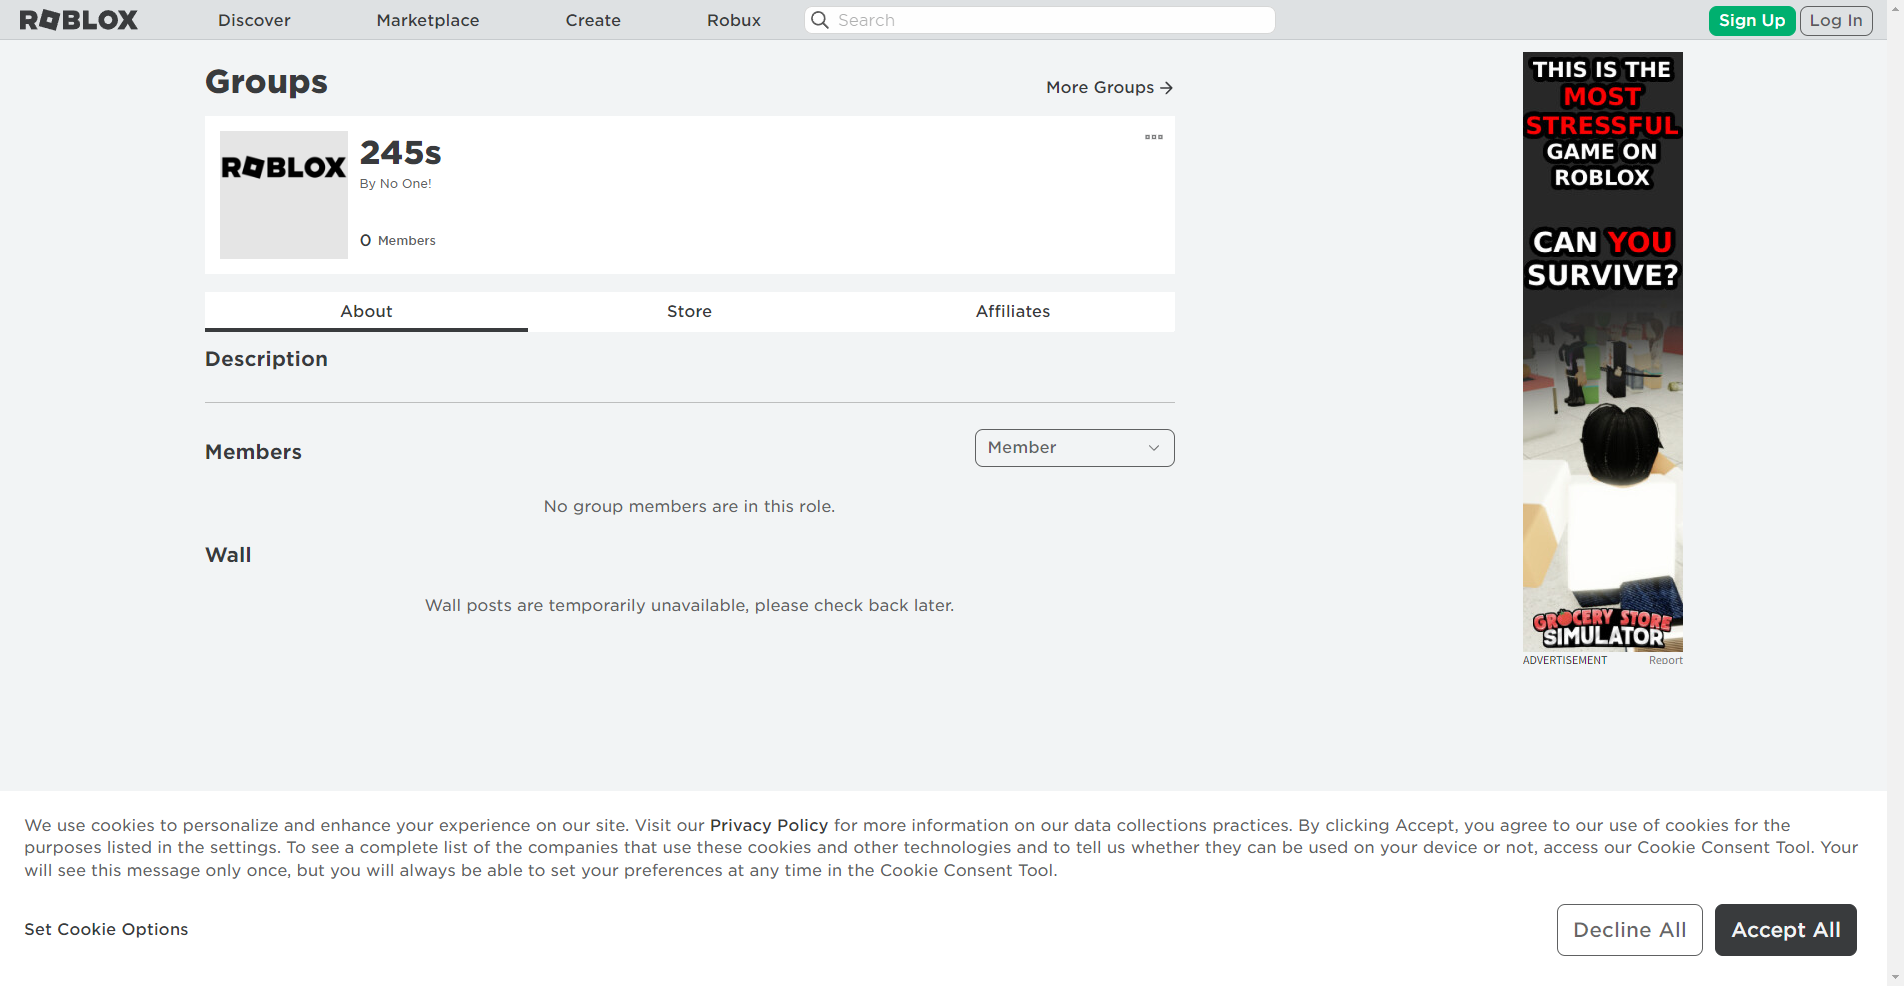 ROBLOX
Discover
Marketplace
Create
Robux
Search
Sign Up
Log In
Groups
More Groups
ROBLOX
245s
By No One!
0 Members
About
Store
Affiliates
Description
Members
Member
No group members are in this role.
Wall
Wall posts are temporarily unavailable, please check back later.
THIS IS THE
MOST
STRESSFUL
GAME ON
ROBLOX
CAN YOU
SURVIVE?
GROCERY STORE
SIMULATOR
ADVERTISEMENT
Report
We use cookies to personalize and enhance your experience on our site. Visit our Privacy Policy for more information on our data collections practices. By clicking Accept, you agree to our use of cookies for the
purposes listed in the settings. To see a complete list of the companies that use these cookies and other technologies and to tell us whether they can be used on your device or not, access our Cookie Consent Tool. Your
will see this message only once, but you will always be able to set your preferences at any time in the Cookie Consent Tool.
Set Cookie Options
Decline All
Accept All